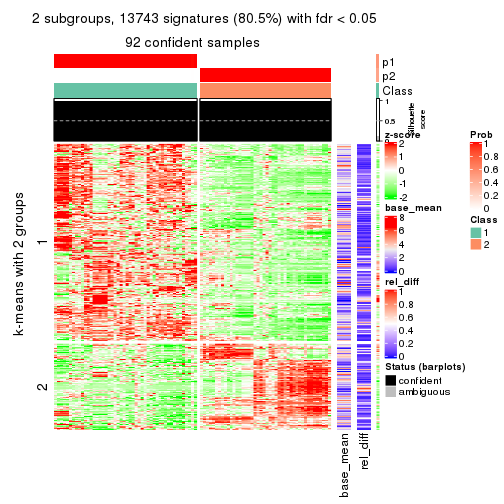 2 subgroups, 13743 signatures (80.5%) with fdr < 0.05
92 confident samples
p1
p2
Class
1
0.5
0
Silhouette
score
k-means with 2 groups
1
2
base_mean
rel_diff
z-score
2
1
0
-1
-2
base_mean
8
6
4
2
0
rel_diff
1
0.8
0.6
0.4
0.2
0
Status (barplots)
confident
ambiguous
Prob
1
0.8
0.6
0.4
0.2
0
Class
1
2